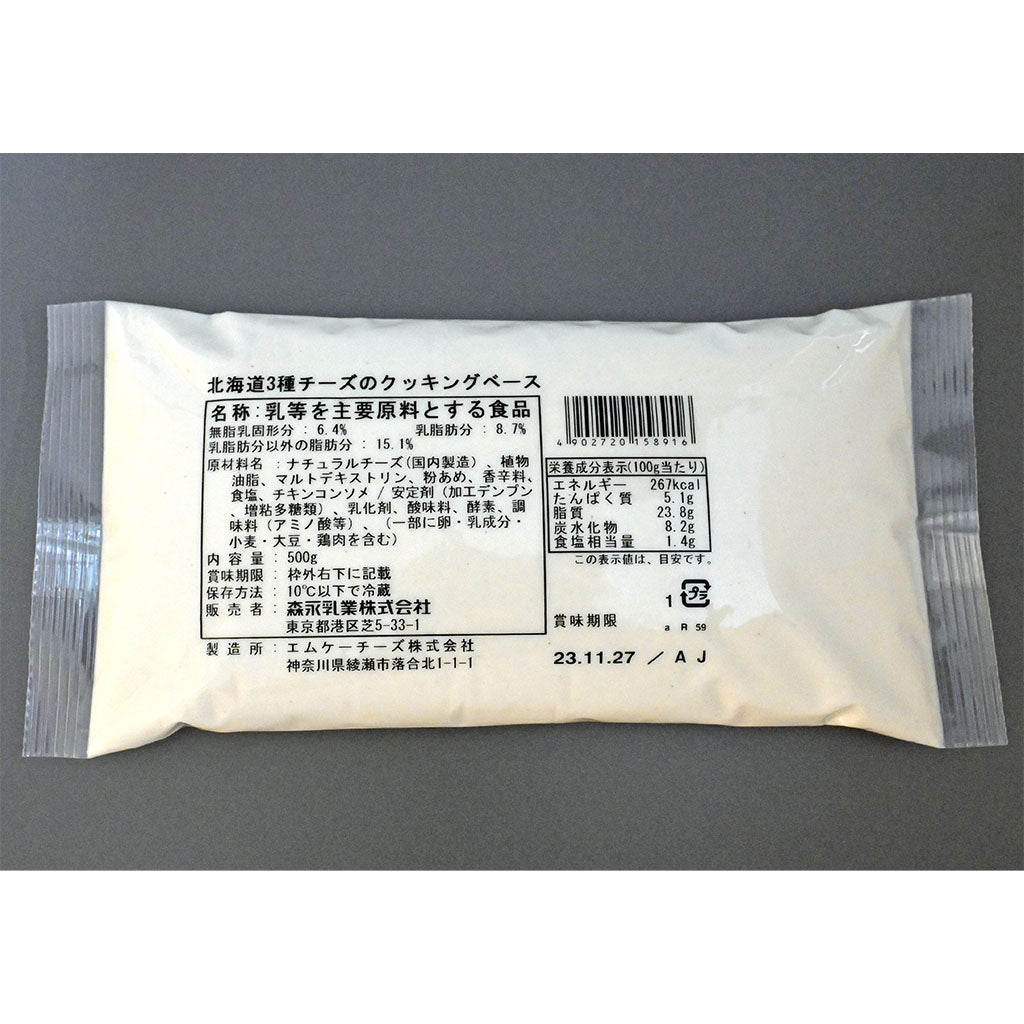 北海道3種チーズのクッキングベース
名称:乳等を主要原料とする食品
無脂乳固形分 : 6.4% 乳脂肪分 : 8.7%
乳脂肪分以外の脂肪分 : 15.1%
原材料名 : ナチュラルチーズ(国内製造)、植物
油脂、マルトデキストリン、粉あめ、香辛料、
食塩、チキンコンソメ / 安定剤(加工デンプン
、増粘多糖類)、乳化剤、酸味料、酵素、調
味料(アミノ酸等)、(一部に卵・乳成分・
小麦・大豆・鶏肉を含む)
内容量 : 500g
賞味期限 : 枠外右下に記載
保存方法 : 10℃以下で冷蔵
販売者 : 森永乳業株式会社
東京都港区芝5-33-1
製造所 : エムケーチーズ株式会社
神奈川県綾瀬市落合北1-1-1
4902720158916
栄養成分表示(100g当たり)
エネルギー 267kcal
たんぱく質 5.1g
脂質 23.8g
炭水化物 8.2g
食塩相当量 1.4g
この表示値は、目安です。
1 プラ
賞味期限 a R 59
23.11.27 / A J